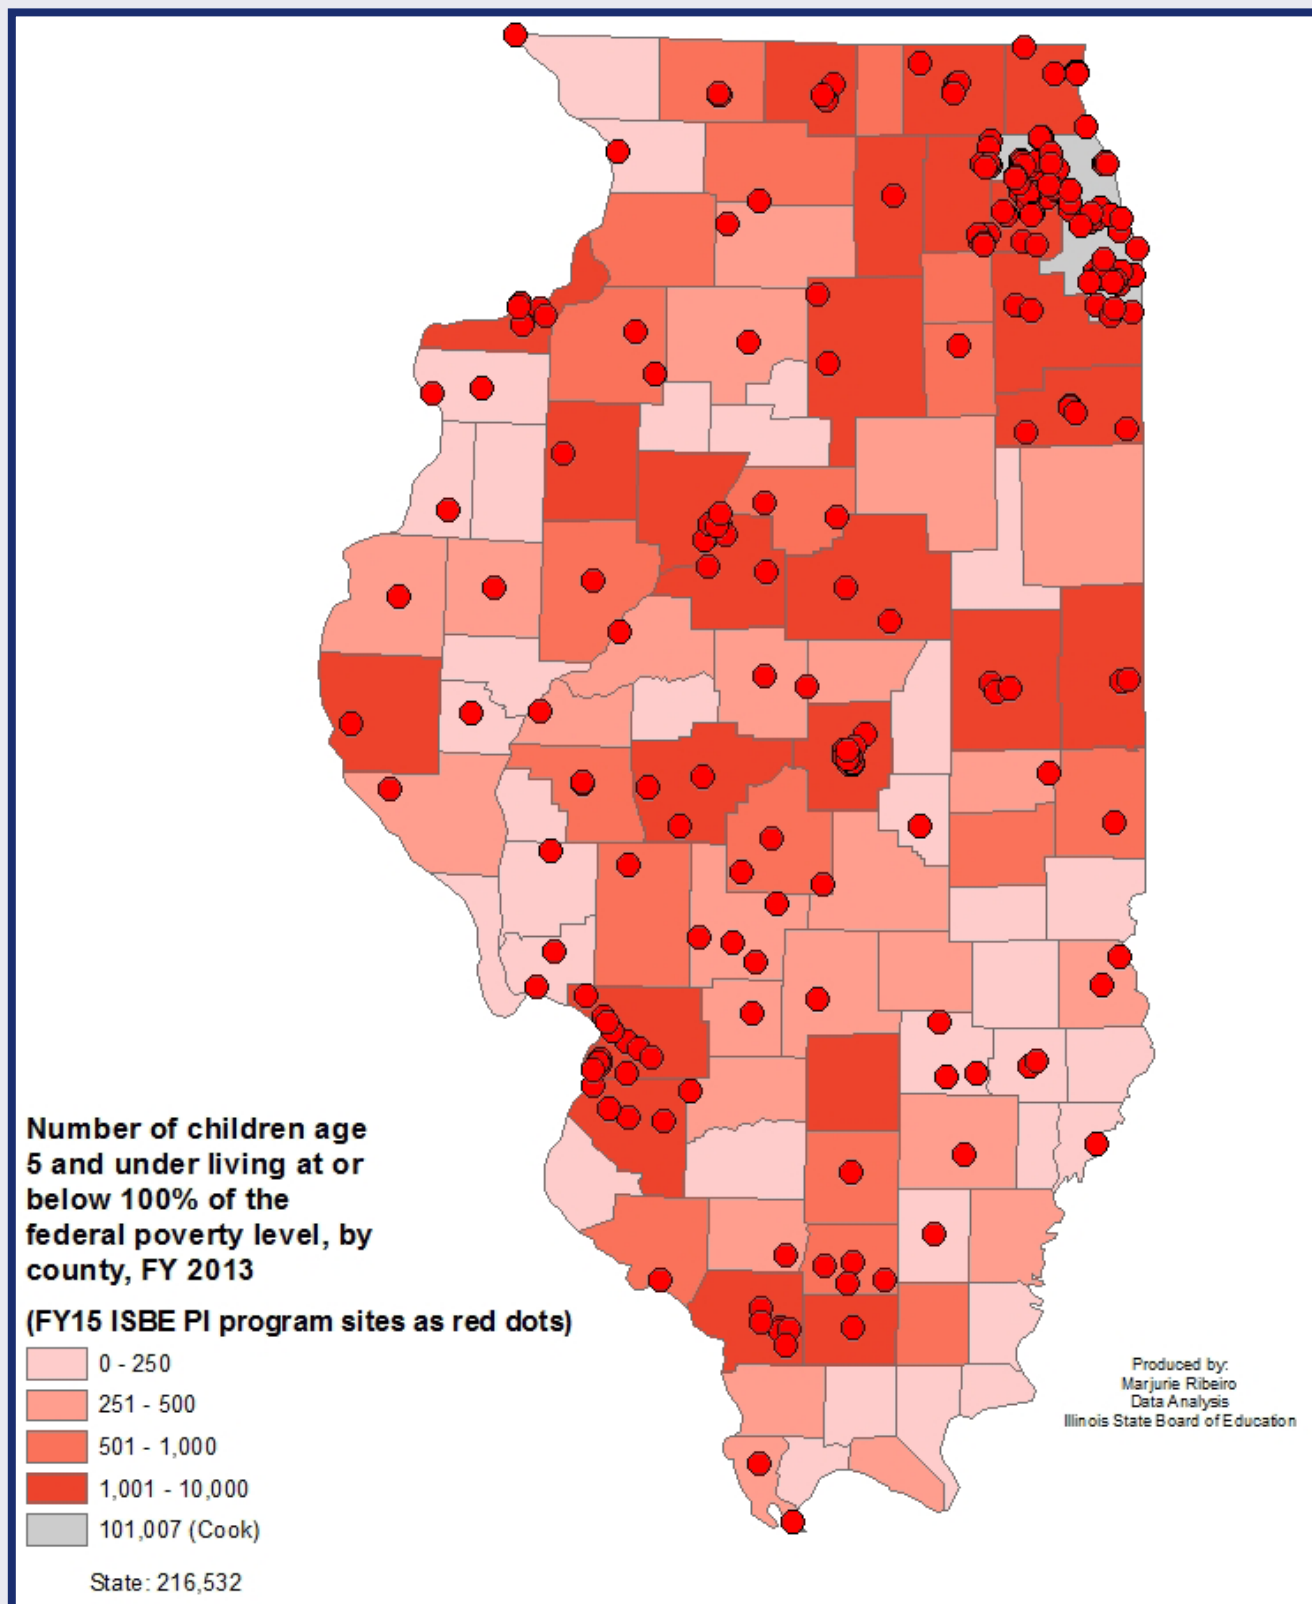 Number of children age
5 and under living at or
below 100% of the
federal poverty level, by
county, FY 2013
(FY15 ISBE PI program sites as red dots)
0 - 250
251 - 500
501 - 1,000
1,001 - 10,000
101,007 (Cook)
State: 216,532
Produced by:
Marjurie Ribeiro
Data Analysis
Illinois State Board of Education